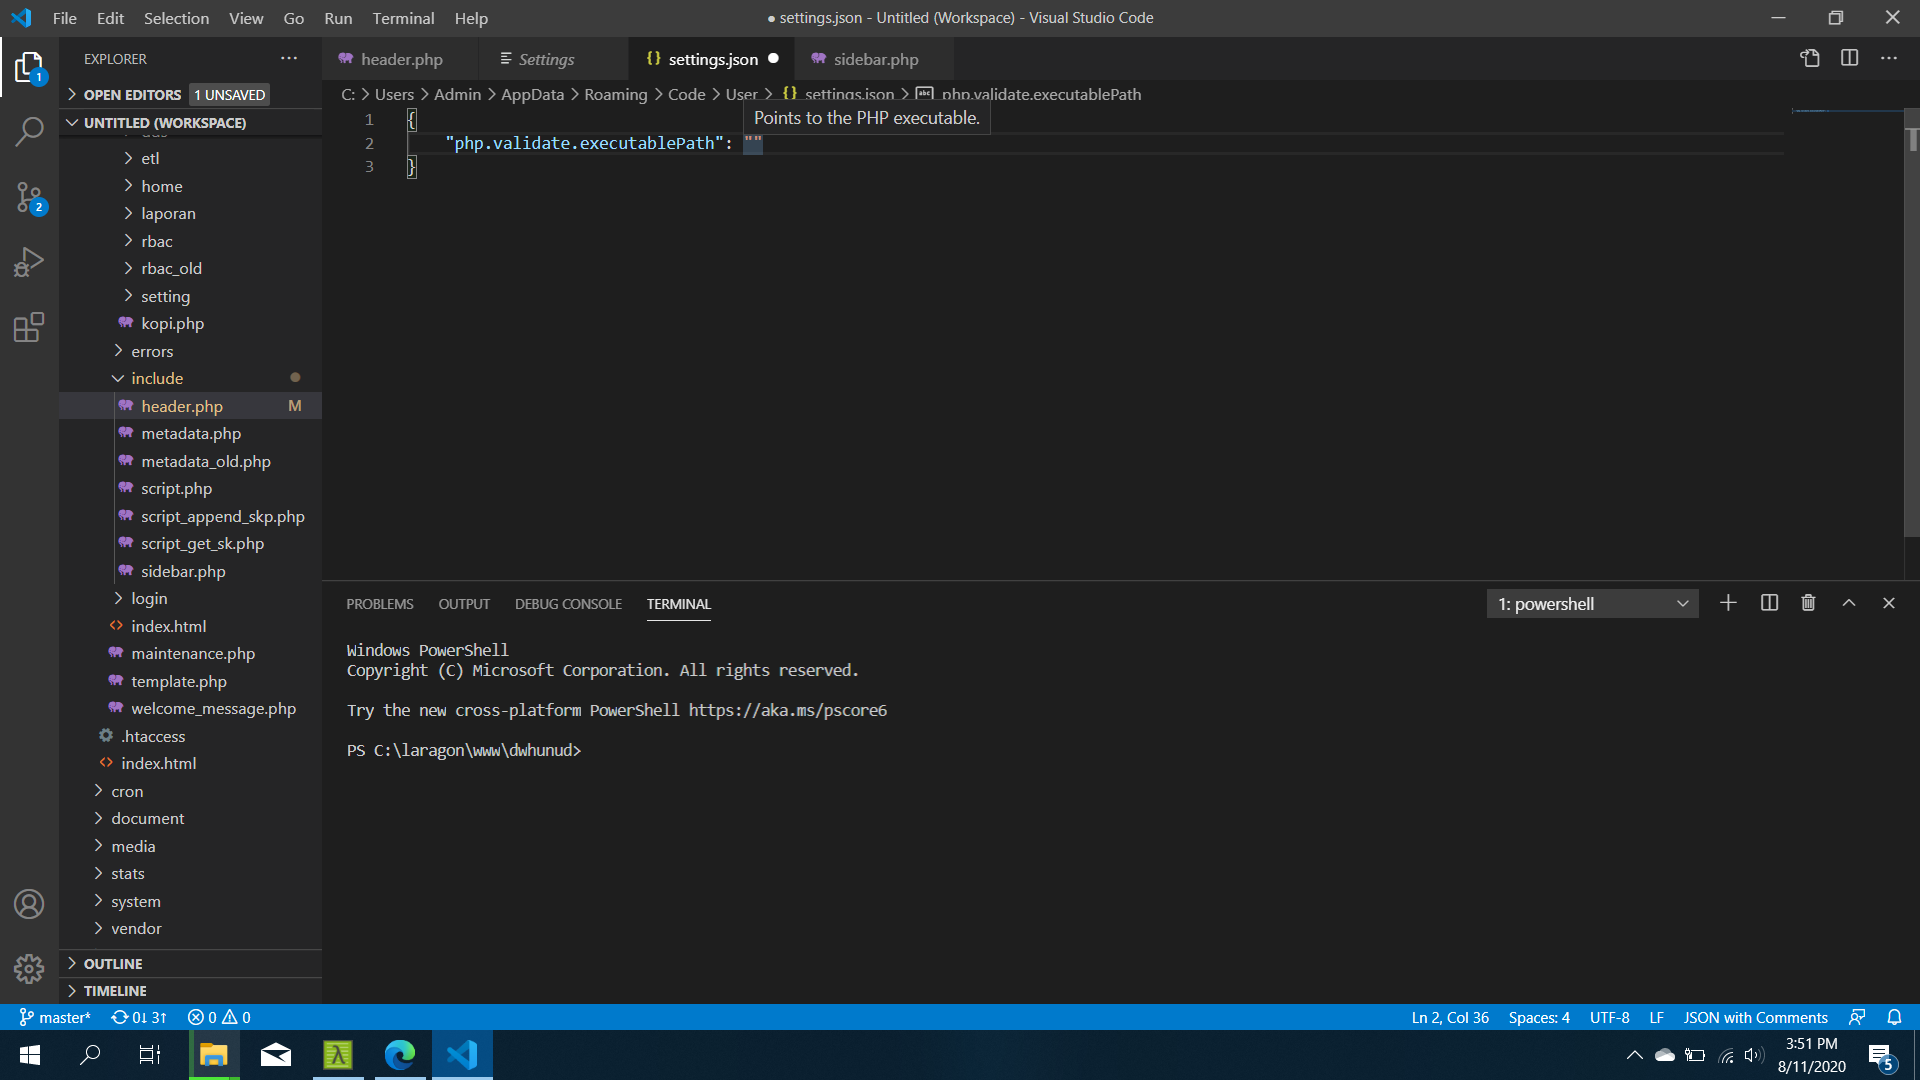 File Edit Selection View Go Run Terminal Help
● settings.json - Untitled (Workspace) - Visual Studio Code
EXPLORER
header.php
Settings
settings.json
sidebar.php
1
OPEN EDITORS
1 UNSAVED
UNTITLED (WORKSPACE)
etl
home
laporan
rbac
rbac_old
setting
kopi.php
errors
include
header.php M
metadata.php
metadata_old.php
script.php
script_append_skp.php
script_get_sk.php
sidebar.php
login
index.html
maintenance.php
template.php
welcome_message.php
.htaccess
index.html
cron
document
media
stats
system
vendor
OUTLINE
TIMELINE
2
C: > Users > Admin > AppData > Roaming > Code > User > {} settings.json > abc php.validate.executablePath
Points to the PHP executable.
1 {
2 "php.validate.executablePath": ""
3 }
PROBLEMS OUTPUT DEBUG CONSOLE TERMINAL
1: powershell
Windows PowerShell
Copyright (C) Microsoft Corporation. All rights reserved.
Try the new cross-platform PowerShell https://aka.ms/pscore6
PS C:\laragon\www\dwhunud>
master* 0↓ 3↑ 0 0
Ln 2, Col 36 Spaces: 4 UTF-8 LF JSON with Comments
3:51 PM
8/11/2020
5